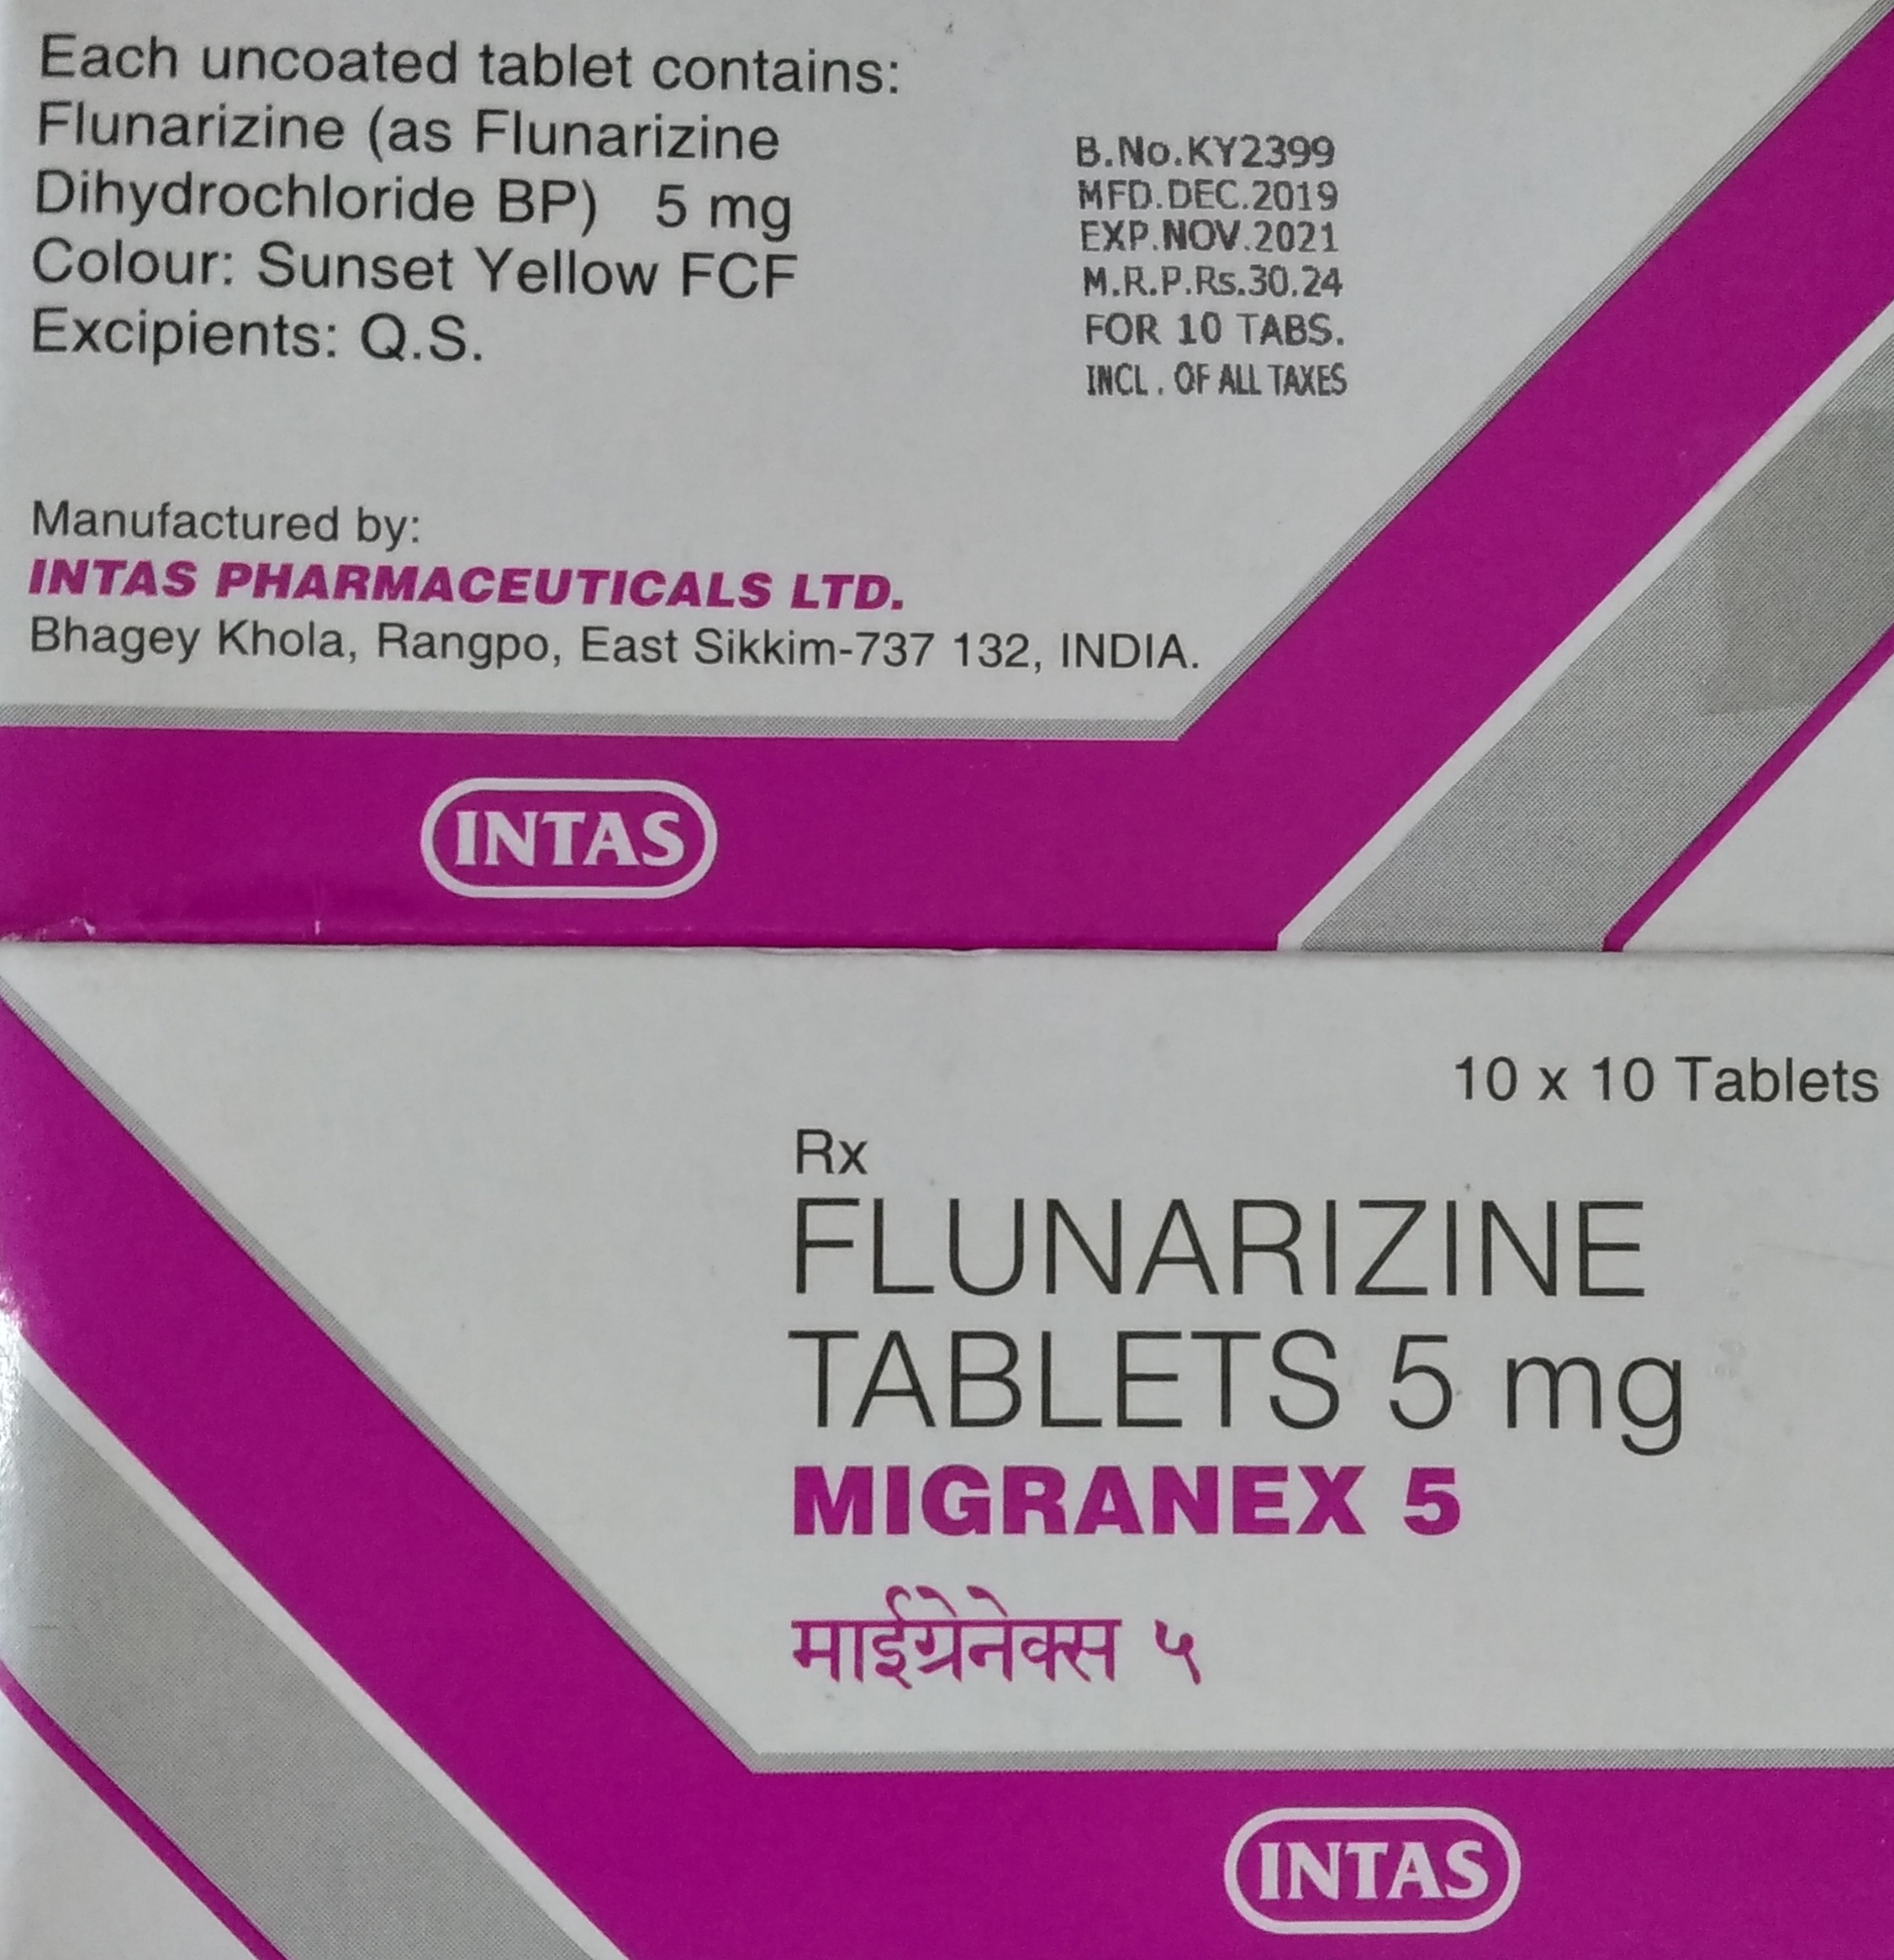 Each uncoated tablet contains:
Flunarizine (as Flunarizine
Dihydrochloride BP) 5 mg
Colour: Sunset Yellow FCF
Excipients: Q.S.
B.No.KY2399
MFD.DEC.2019
EXP.NOV.2021
M.R.P.Rs.30.24
FOR 10 TABS.
INCL. OF ALL TAXES
Manufactured by:
INTAS PHARMACEUTICALS LTD.
Bhagey Khola, Rangpo, East Sikkim-737 132, INDIA.
INTAS
10 x 10 Tablets
Rx
FLUNARIZINE
TABLETS 5 mg
MIGRANEX 5
माईग्रेनेक्स ५
INTAS